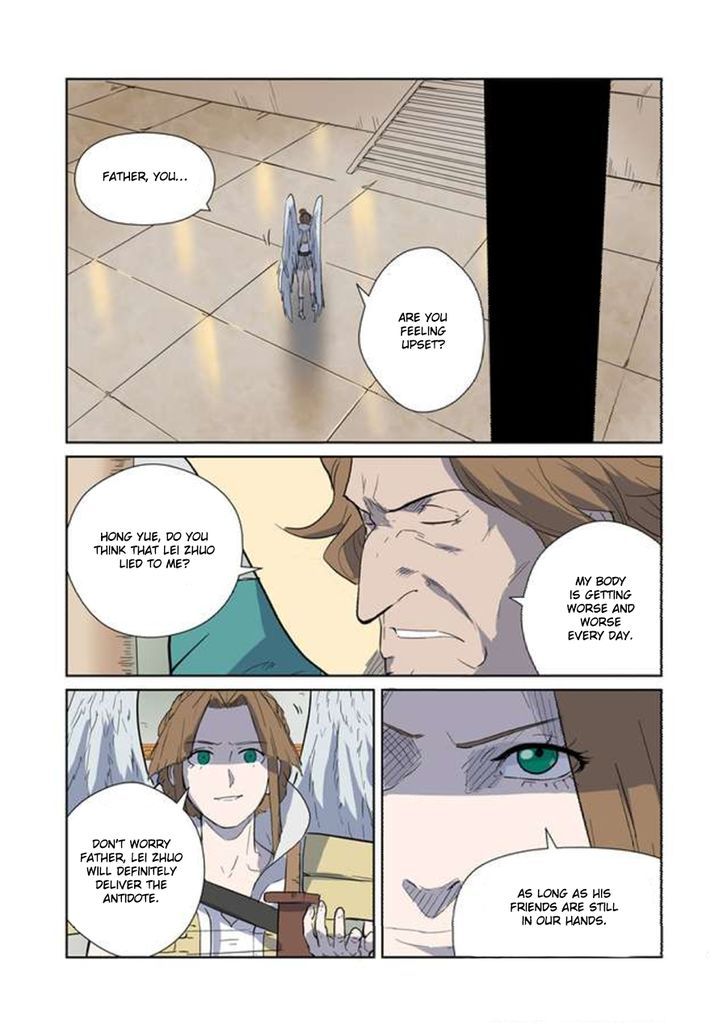 FATHER, YOU...
ARE YOU
FEELING
UPSET?
HONG YUE, DO YOU
THINK THAT LEI ZHUO
LIED TO ME?
MY BODY
IS GETTING
WORSE AND
WORSE
EVERY DAY.
DON'T WORRY
FATHER, LEI ZHUO
WILL DEFINITELY
DELIVER THE
ANTIDOTE.
AS LONG AS HIS
FRIENDS ARE STILL
IN OUR HANDS.